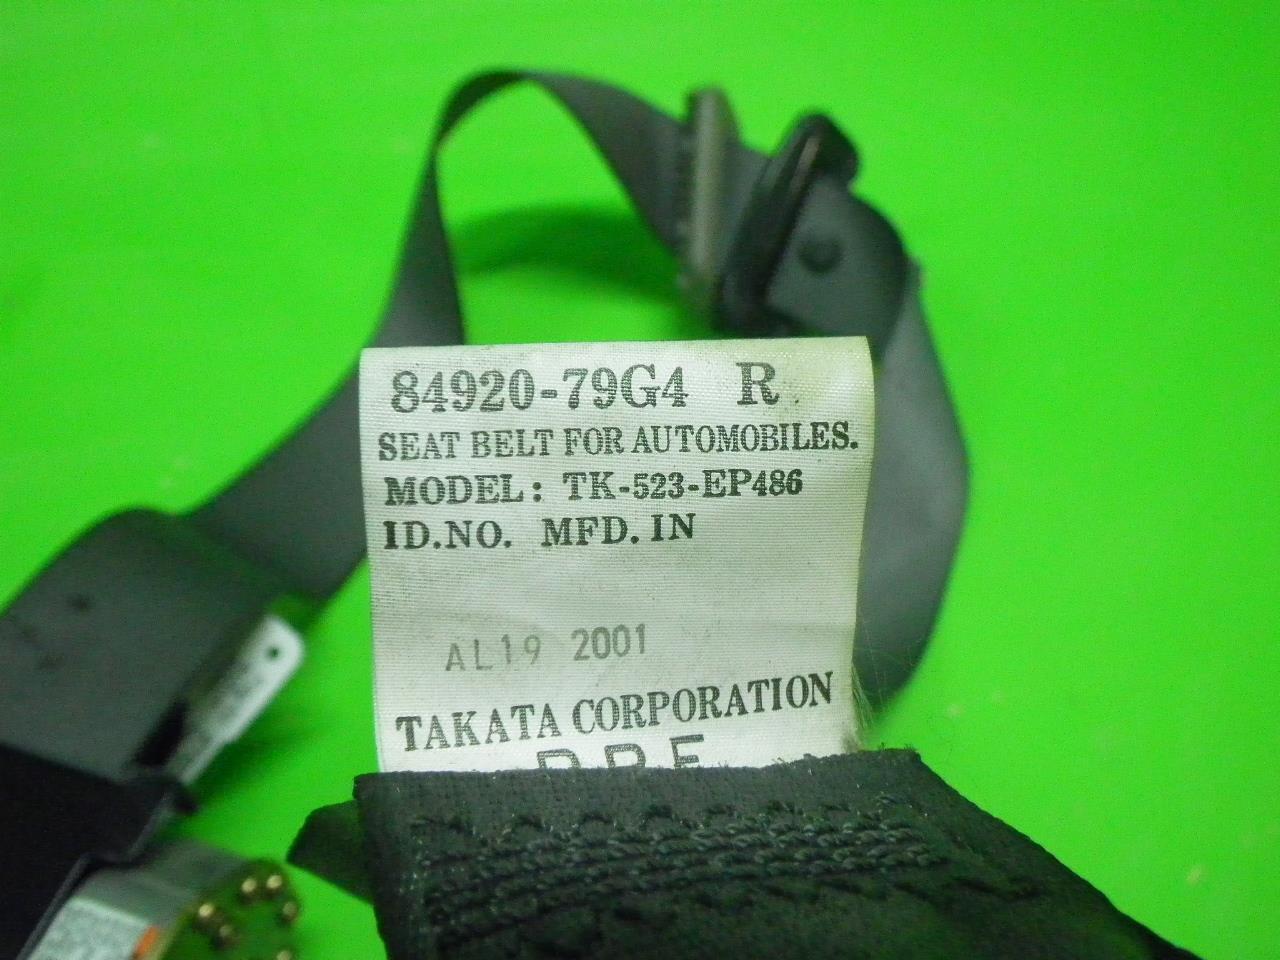 84920-79G4 R
SEAT BELT FOR AUTOMOBILES.
MODEL: TK-523-EP486
ID.NO. MFD. IN
AL19 2001
TAKATA CORPORATION